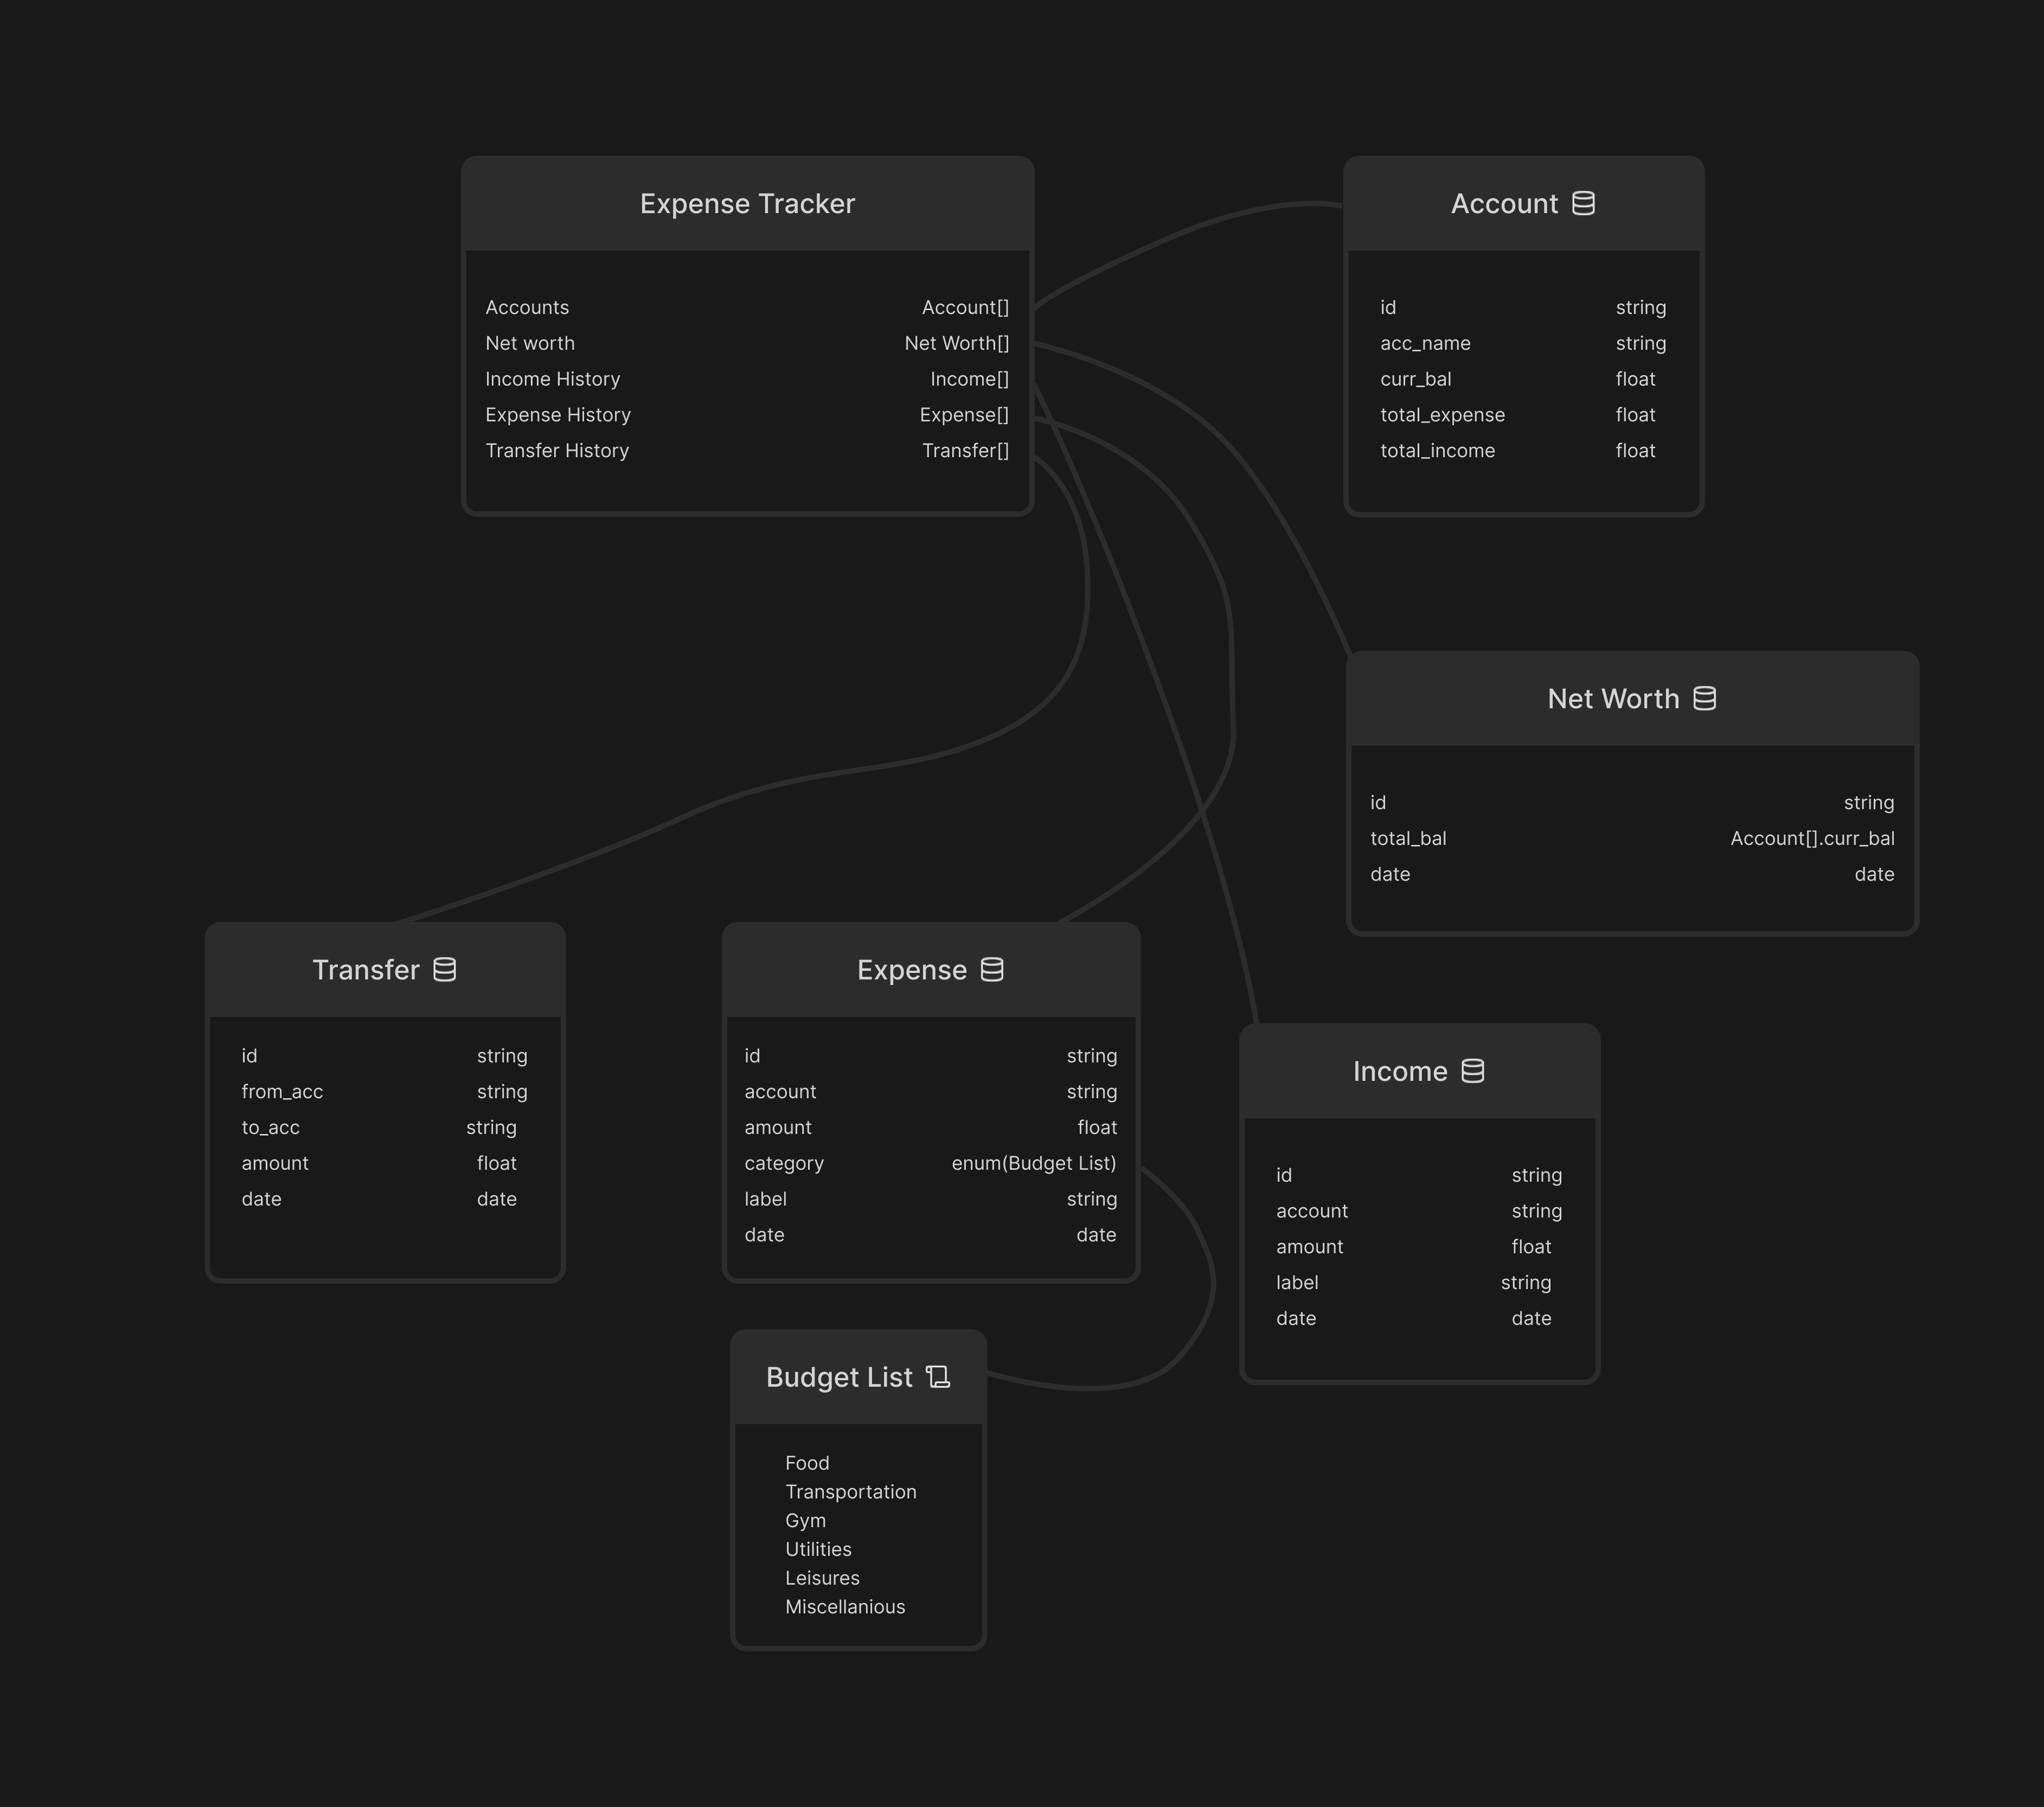 Expense Tracker
Accounts Account[]
Net worth Net Worth[]
Income History Income[]
Expense History Expense[]
Transfer History Transfer[]
Account
id string
acc_name string
curr_bal float
total_expense float
total_income float
Net Worth
id string
total_bal Account[].curr_bal
date date
Transfer
id string
from_acc string
to_acc string
amount float
date date
Expense
id string
account string
amount float
category enum(Budget List)
label string
date date
Income
id string
account string
amount float
label string
date date
Budget List
Food
Transportation
Gym
Utilities
Leisures
Miscellanious